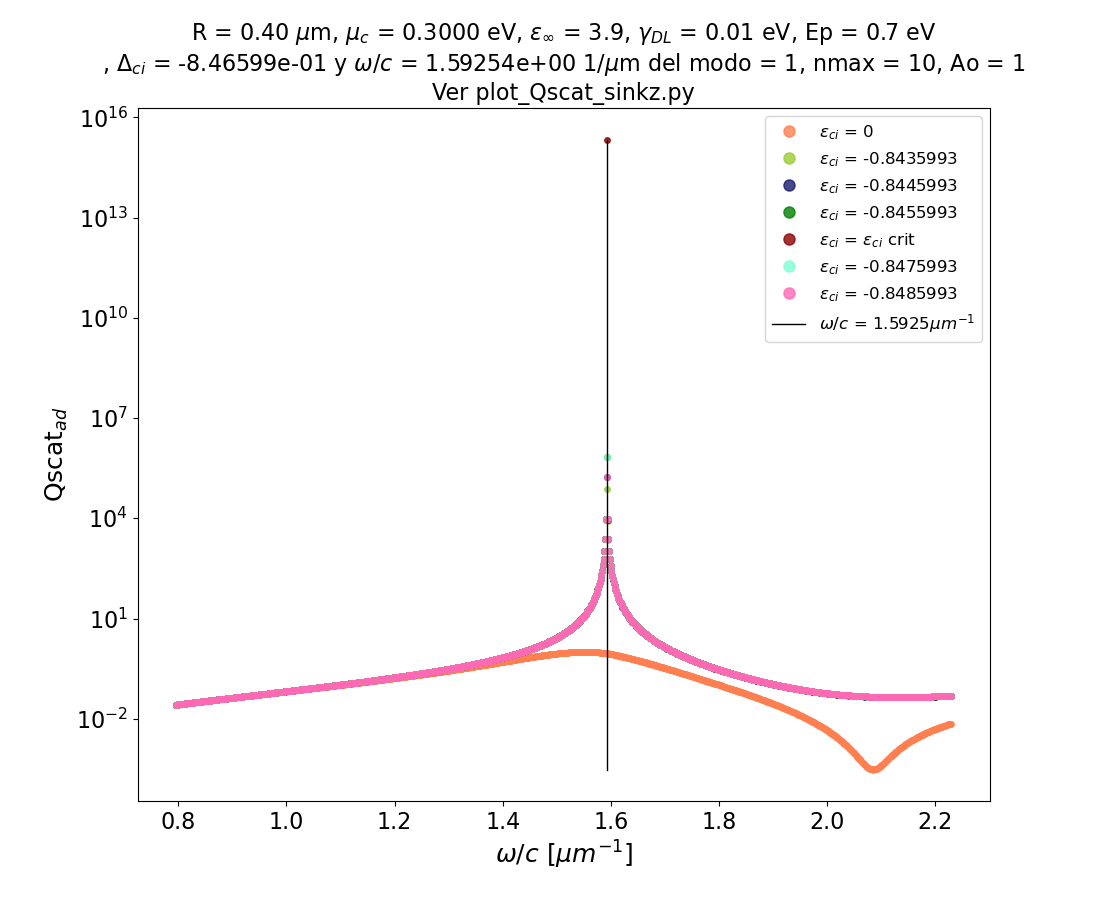 R = 0.40 μm, μ_c = 0.3000 eV, ε_∞ = 3.9, γ_DL = 0.01 eV, Ep = 0.7 eV
, Δ_ci = -8.46599e-01 y ω/c = 1.59254e+00 1/μm del modo = 1, nmax = 10, Ao = 1
Ver plot_Qscat_sinkz.py
10^16
10^13
10^10
10^7
10^4
10^1
10^-2
Qscat_ad
ε_ci = 0
ε_ci = -0.8435993
ε_ci = -0.8445993
ε_ci = -0.8455993
ε_ci = ε_ci crit
ε_ci = -0.8475993
ε_ci = -0.8485993
ω/c = 1.5925μm^-1
0.8 1.0 1.2 1.4 1.6 1.8 2.0 2.2
ω/c [μm^-1]